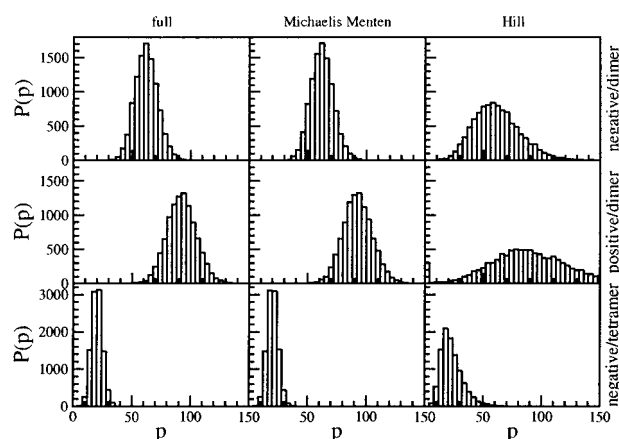 full Michaelis Menten Hill
1500
1000
500
0
P(p)
negative/dimer
1500
1000
500
0
P(p)
positive/dimer
3000
2000
1000
0
P(p)
negative/tetramer
0 50 100 150 50 100 150 50 100 150
p p p